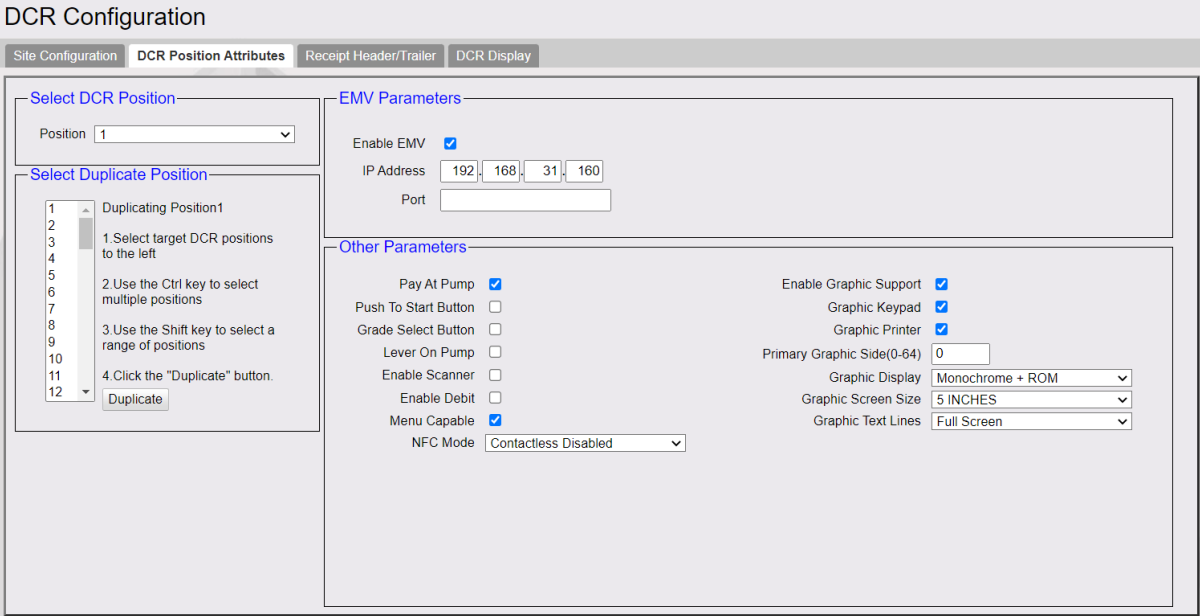 DCR Configuration
Site Configuration
DCR Position Attributes
Receipt Header/Trailer
DCR Display
Select DCR Position
Position 1
Select Duplicate Position
1
2
3
4
5
6
7
8
9
10
11
12
Duplicating Position1
1.Select target DCR positions
to the left
2.Use the Ctrl key to select
multiple positions
3.Use the Shift key to select a
range of positions
4.Click the "Duplicate" button.
Duplicate
EMV Parameters
Enable EMV
IP Address 192. 168. 31. 160
Port
Other Parameters
Pay At Pump
Push To Start Button
Grade Select Button
Lever On Pump
Enable Scanner
Enable Debit
Menu Capable
NFC Mode Contactless Disabled
Enable Graphic Support
Graphic Keypad
Graphic Printer
Primary Graphic Side(0-64) 0
Graphic Display Monochrome + ROM
Graphic Screen Size 5 INCHES
Graphic Text Lines Full Screen